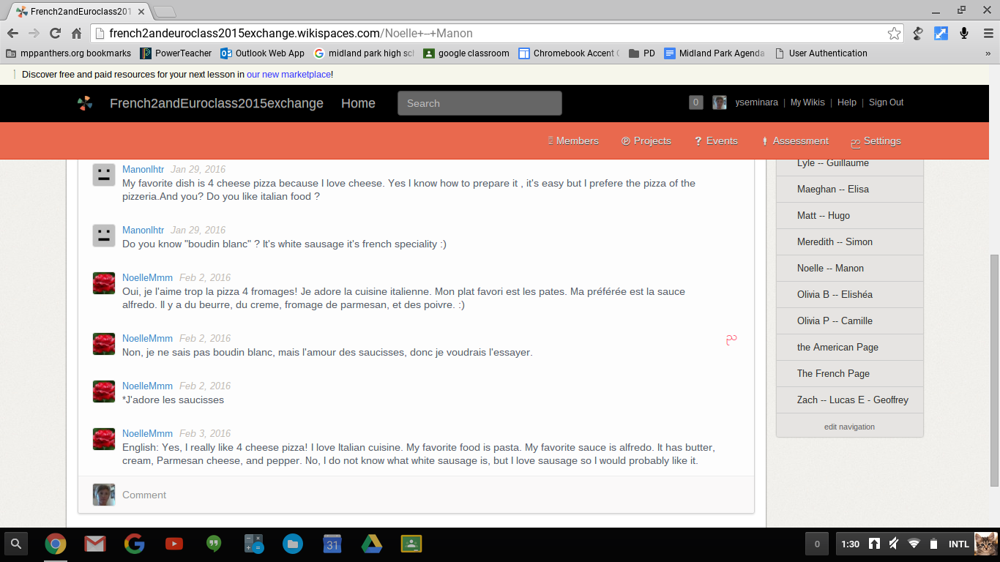 French2andEuroclass201
french2andeuroclass2015exchange.wikispaces.com/Noelle+--+Manon
mppanthers.org bookmarks PowerTeacher Outlook Web App midland park high sch google classroom Chromebook Accent C PD Midland Park Agenda User Authentication »
Discover free and paid resources for your next lesson in our new marketplace!
French2andEuroclass2015exchange Home Search 0 yseminara | My Wikis | Help | Sign Out
Members Projects Events Assessment Settings
Manonlhtr Jan 29, 2016
My favorite dish is 4 cheese pizza because I love cheese. Yes I know how to prepare it , it's easy but I prefere the pizza of the
pizzeria.And you? Do you like italian food ?
Manonlhtr Jan 29, 2016
Do you know "boudin blanc" ? It's white sausage it's french speciality :)
NoelleMmm Feb 2, 2016
Oui, je l'aime trop la pizza 4 fromages! Je adore la cuisine italienne. Mon plat favori est les pates. Ma préférée est la sauce
alfredo. Il y a du beurre, du creme, fromage de parmesan, et des poivre. :)
NoelleMmm Feb 2, 2016
Non, je ne sais pas boudin blanc, mais l'amour des saucisses, donc je voudrais l'essayer.
NoelleMmm Feb 2, 2016
*J'adore les saucisses
NoelleMmm Feb 3, 2016
English: Yes, I really like 4 cheese pizza! I love Italian cuisine. My favorite food is pasta. My favorite sauce is alfredo. It has butter,
cream, Parmesan cheese, and pepper. No, I do not know what white sausage is, but I love sausage so I would probably like it.
Comment
Lyle -- Guillaume
Maeghan -- Elisa
Matt -- Hugo
Meredith -- Simon
Noelle -- Manon
Olivia B -- Elishéa
Olivia P -- Camille
the American Page
The French Page
Zach -- Lucas E - Geoffrey
edit navigation
31 0 1:30 INTL